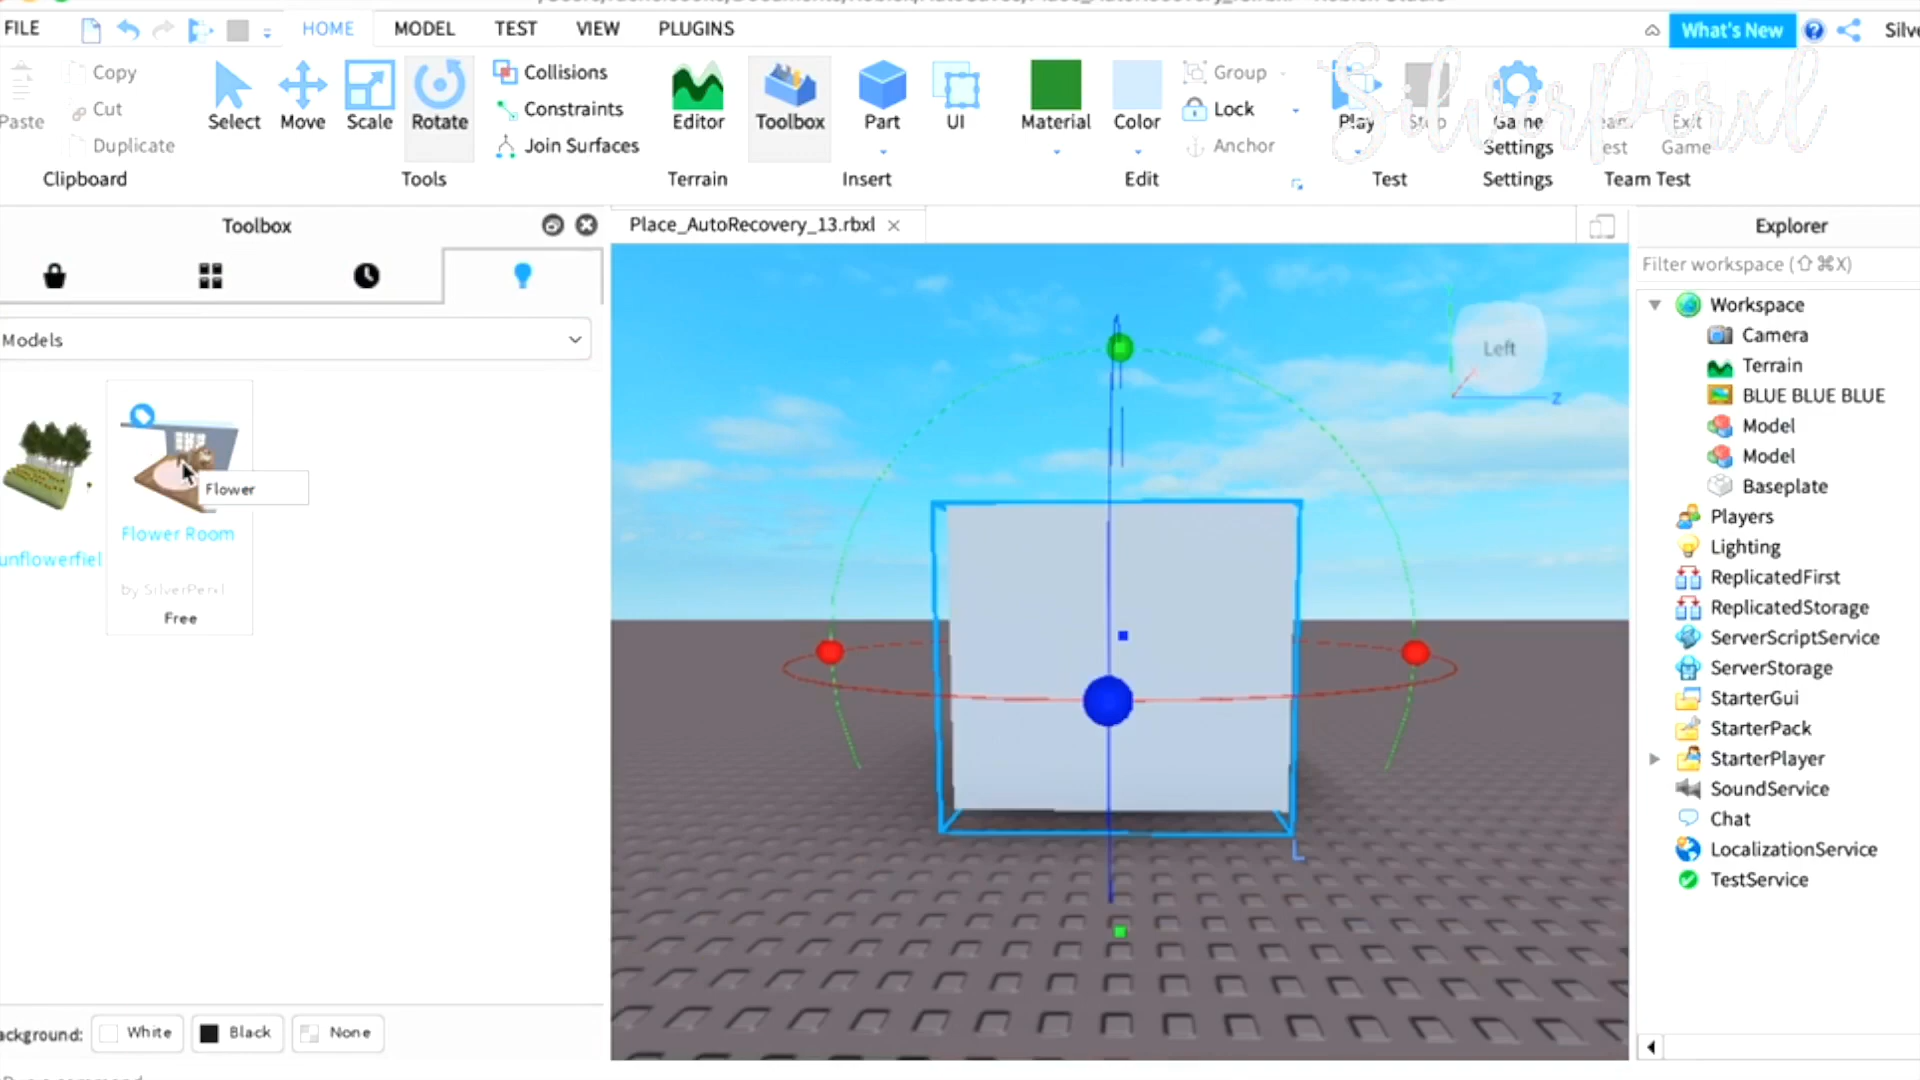 FILE HOME MODEL TEST VIEW PLUGINS What's New Silve
SilverPerxl
Paste Copy Cut Duplicate Select Move Scale Rotate Collisions Constraints Join Surfaces Editor Toolbox Part UI Material Color Group Lock Anchor Play Stop Game Settings Team Test Exit Game
Clipboard Tools Terrain Insert Edit Test Settings Team Test
Toolbox
Place_AutoRecovery_13.rbxl
Explorer
Filter workspace (⇧⌘X)
Models
Flower
Flower Room
unflowerfiel
by SilverPerxl
Free
Left
Z
Workspace
Camera
Terrain
BLUE BLUE BLUE
Model
Model
Baseplate
Players
Lighting
ReplicatedFirst
ReplicatedStorage
ServerScriptService
ServerStorage
StarterGui
StarterPack
StarterPlayer
SoundService
Chat
LocalizationService
TestService
ackground: White Black None